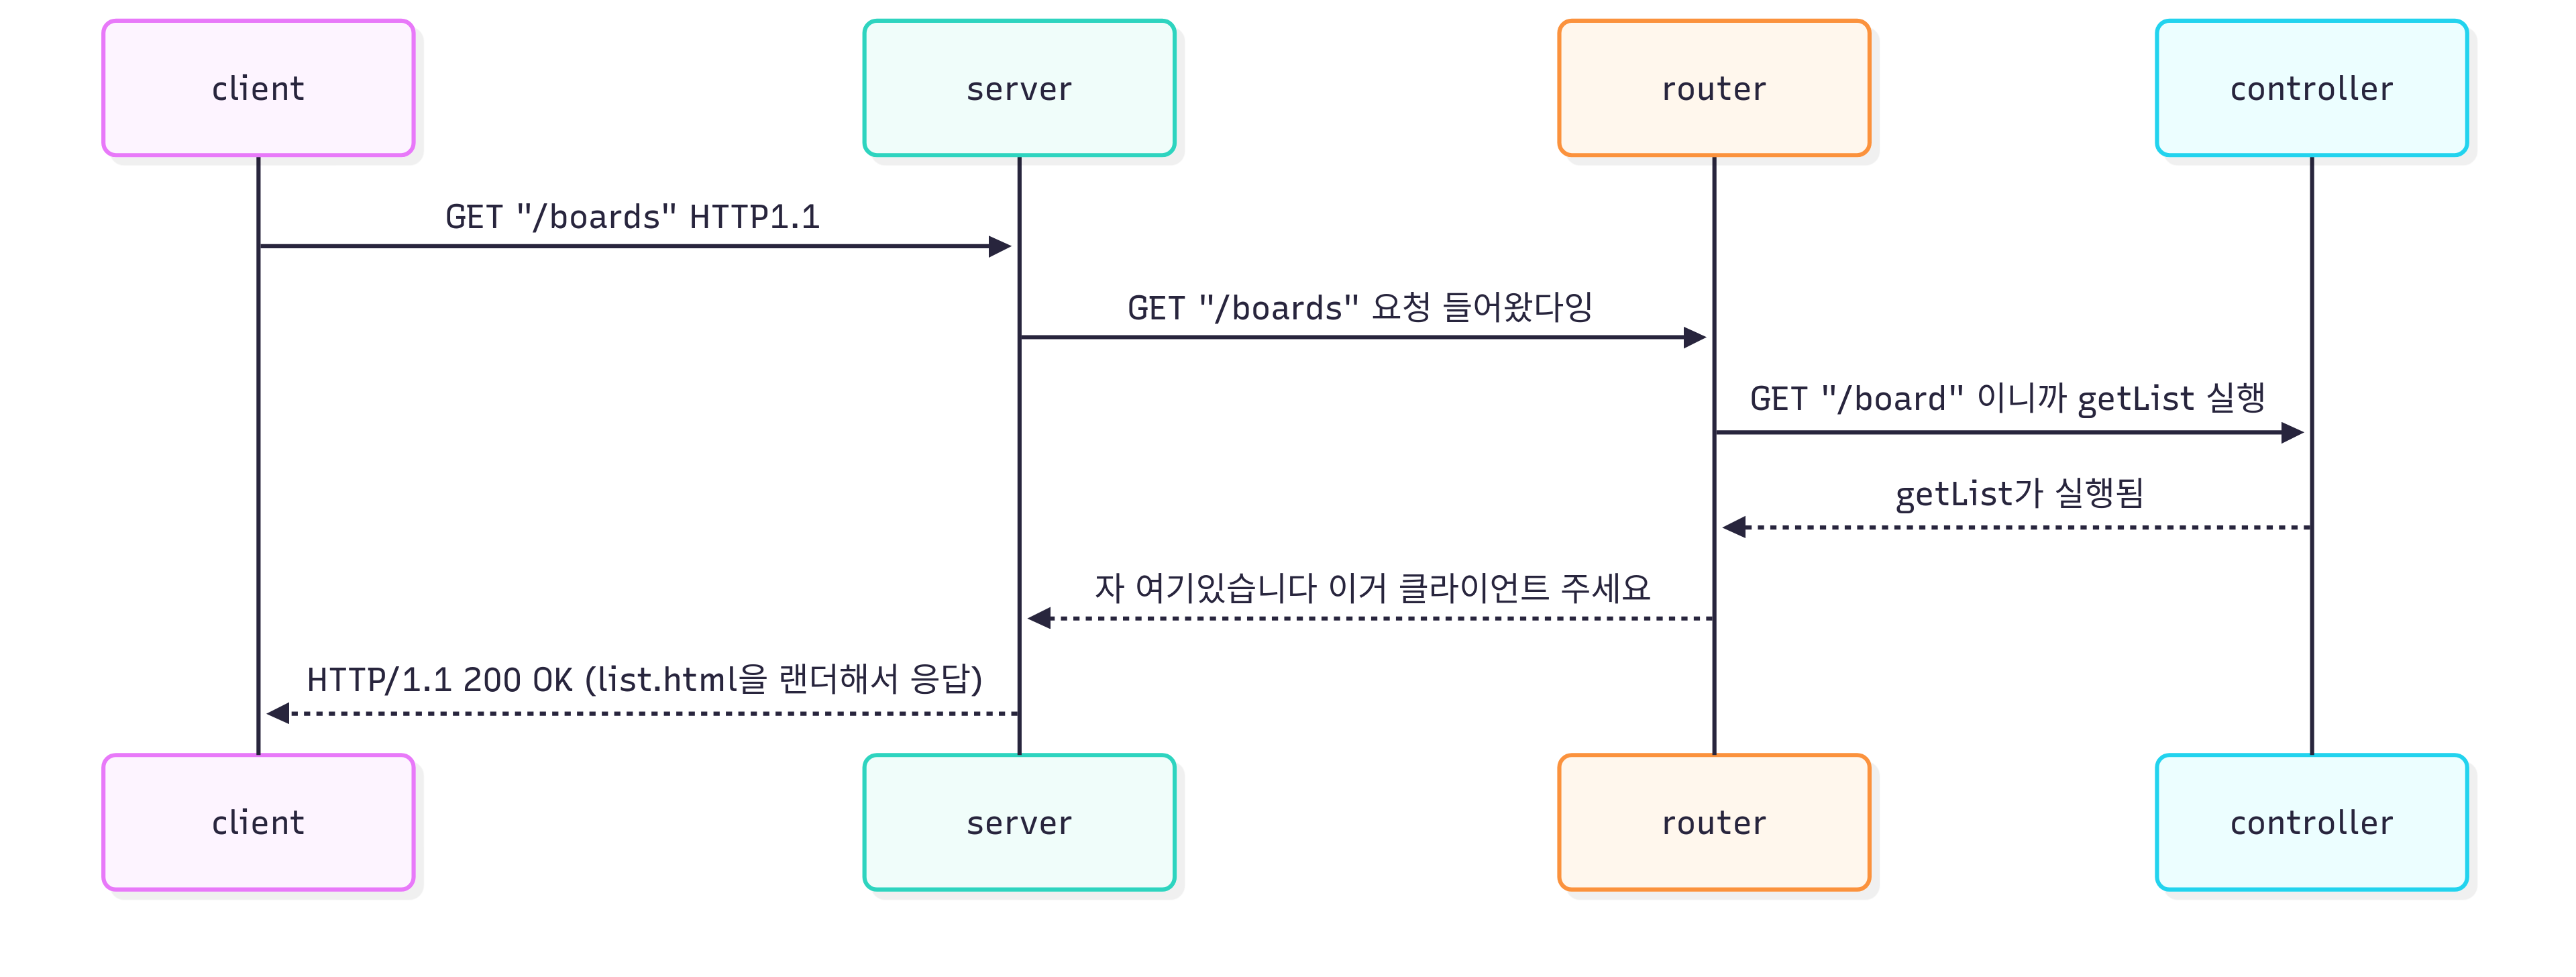 client
server
router
controller
GET "/boards" HTTP1.1
GET "/boards" 요청 들어왔다잉
GET "/board" 이니까 getList 실행
getList가 실행됨
자 여기있습니다 이거 클라이언트 주세요
HTTP/1.1 200 OK (list.html을 랜더해서 응답)
client
server
router
controller